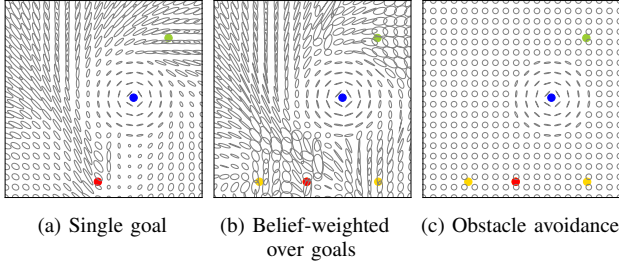 (a) Single goal
(b) Belief-weighted
over goals
(c) Obstacle avoidance